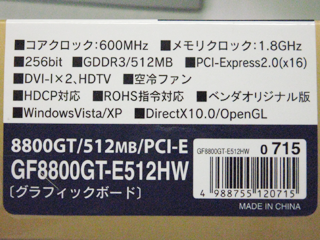 ■コアクロック:600MHz ■メモリクロック:1.8GHz
■256bit ■GDDR3/512MB ■PCI-Express2.0(x16)
■DVI-I×2、HDTV ■空冷ファン
■HDCP対応 ■ROHS指令対応 ■ベンダオリジナル版
■WindowsVista/XP ■DirectX10.0/OpenGL
8800GT/512MB/PCI-E
GF8800GT-E512HW
〔グラフィックボード〕
GF8800GT-E512HW 0715
4 988755 120715
MADE IN CHINA